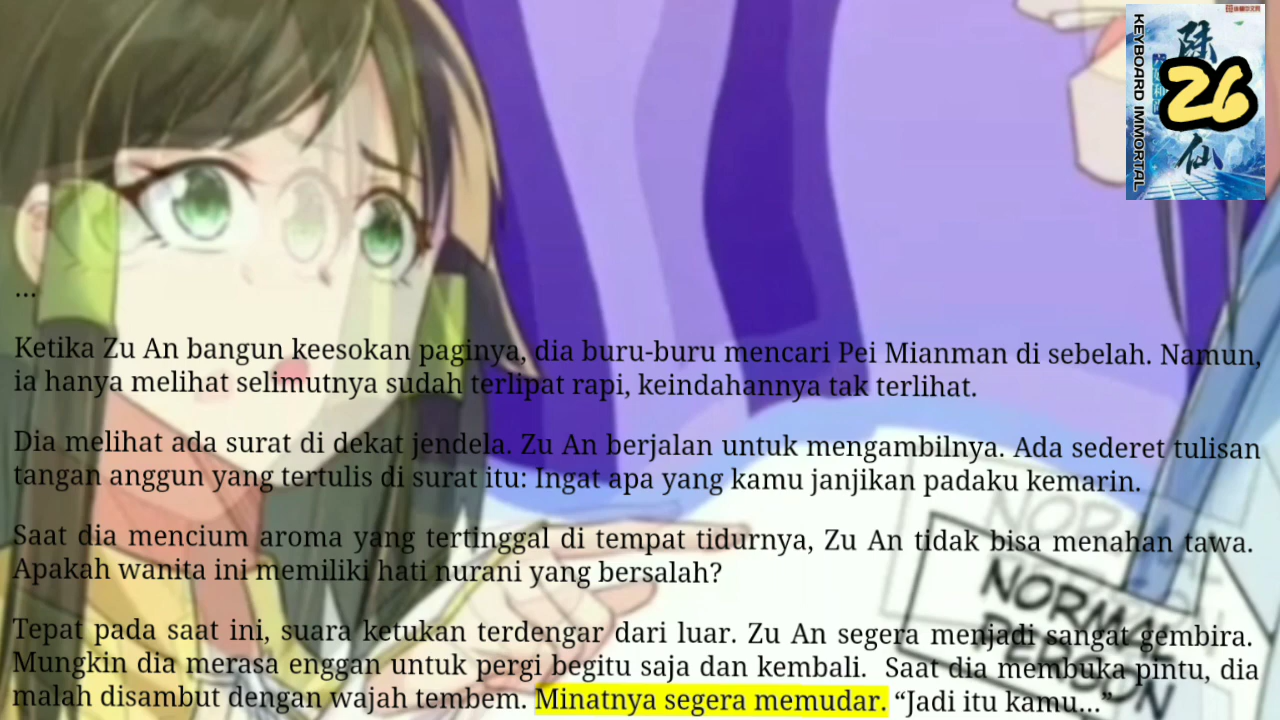 KEYBOARD IMMORTAL
陸
26
仙
...
Ketika Zu An bangun keesokan paginya, dia buru-buru mencari Pei Mianman di sebelah. Namun,
ia hanya melihat selimutnya sudah terlipat rapi, keindahannya tak terlihat.
Dia melihat ada surat di dekat jendela. Zu An berjalan untuk mengambilnya. Ada sederet tulisan
tangan anggun yang tertulis di surat itu: Ingat apa yang kamu janjikan padaku kemarin.
Saat dia mencium aroma yang tertinggal di tempat tidurnya, Zu An tidak bisa menahan tawa.
Apakah wanita ini memiliki hati nurani yang bersalah?
Tepat pada saat ini, suara ketukan terdengar dari luar. Zu An segera menjadi sangat gembira.
Mungkin dia merasa enggan untuk pergi begitu saja dan kembali. Saat dia membuka pintu, dia
malah disambut dengan wajah tembem. Minatnya segera memudar. “Jadi itu kamu...”
NORMAL
PERSON